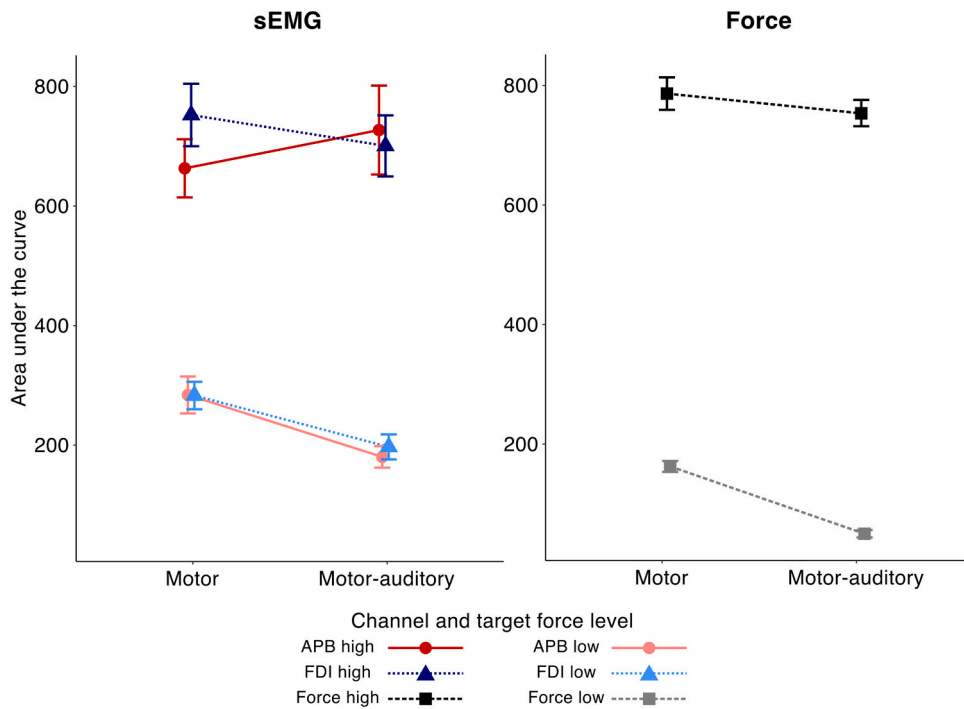 sEMG
Force
Area under the curve
800
600
400
200
800
600
400
200
Motor
Motor-auditory
Motor
Motor-auditory
Channel and target force level
APB high
APB low
FDI high
FDI low
Force high
Force low